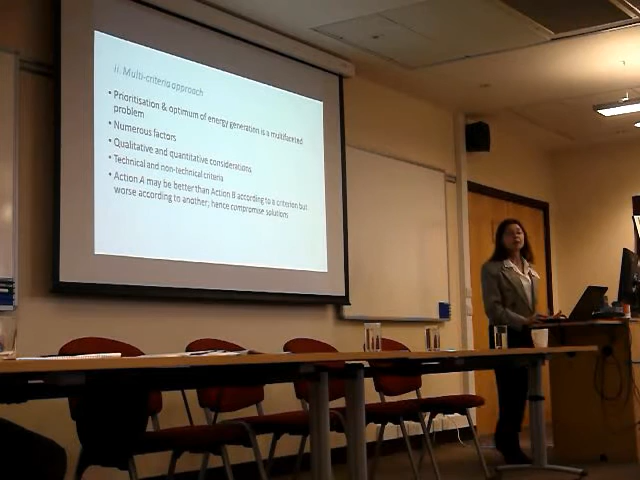 ii. Multi-criteria approach
• Prioritisation & optimum of energy generation is a multifaceted
problem
• Numerous factors
• Qualitative and quantitative considerations
• Technical and non-technical criteria
• Action A may be better than Action B according to a criterion but
worse according to another; hence compromise solutions